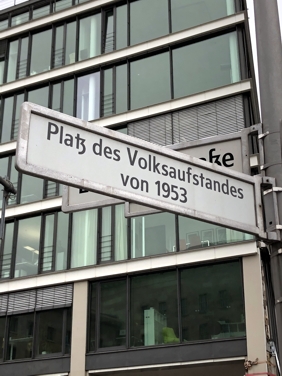 Platz des Volksaufstandes
von 1953